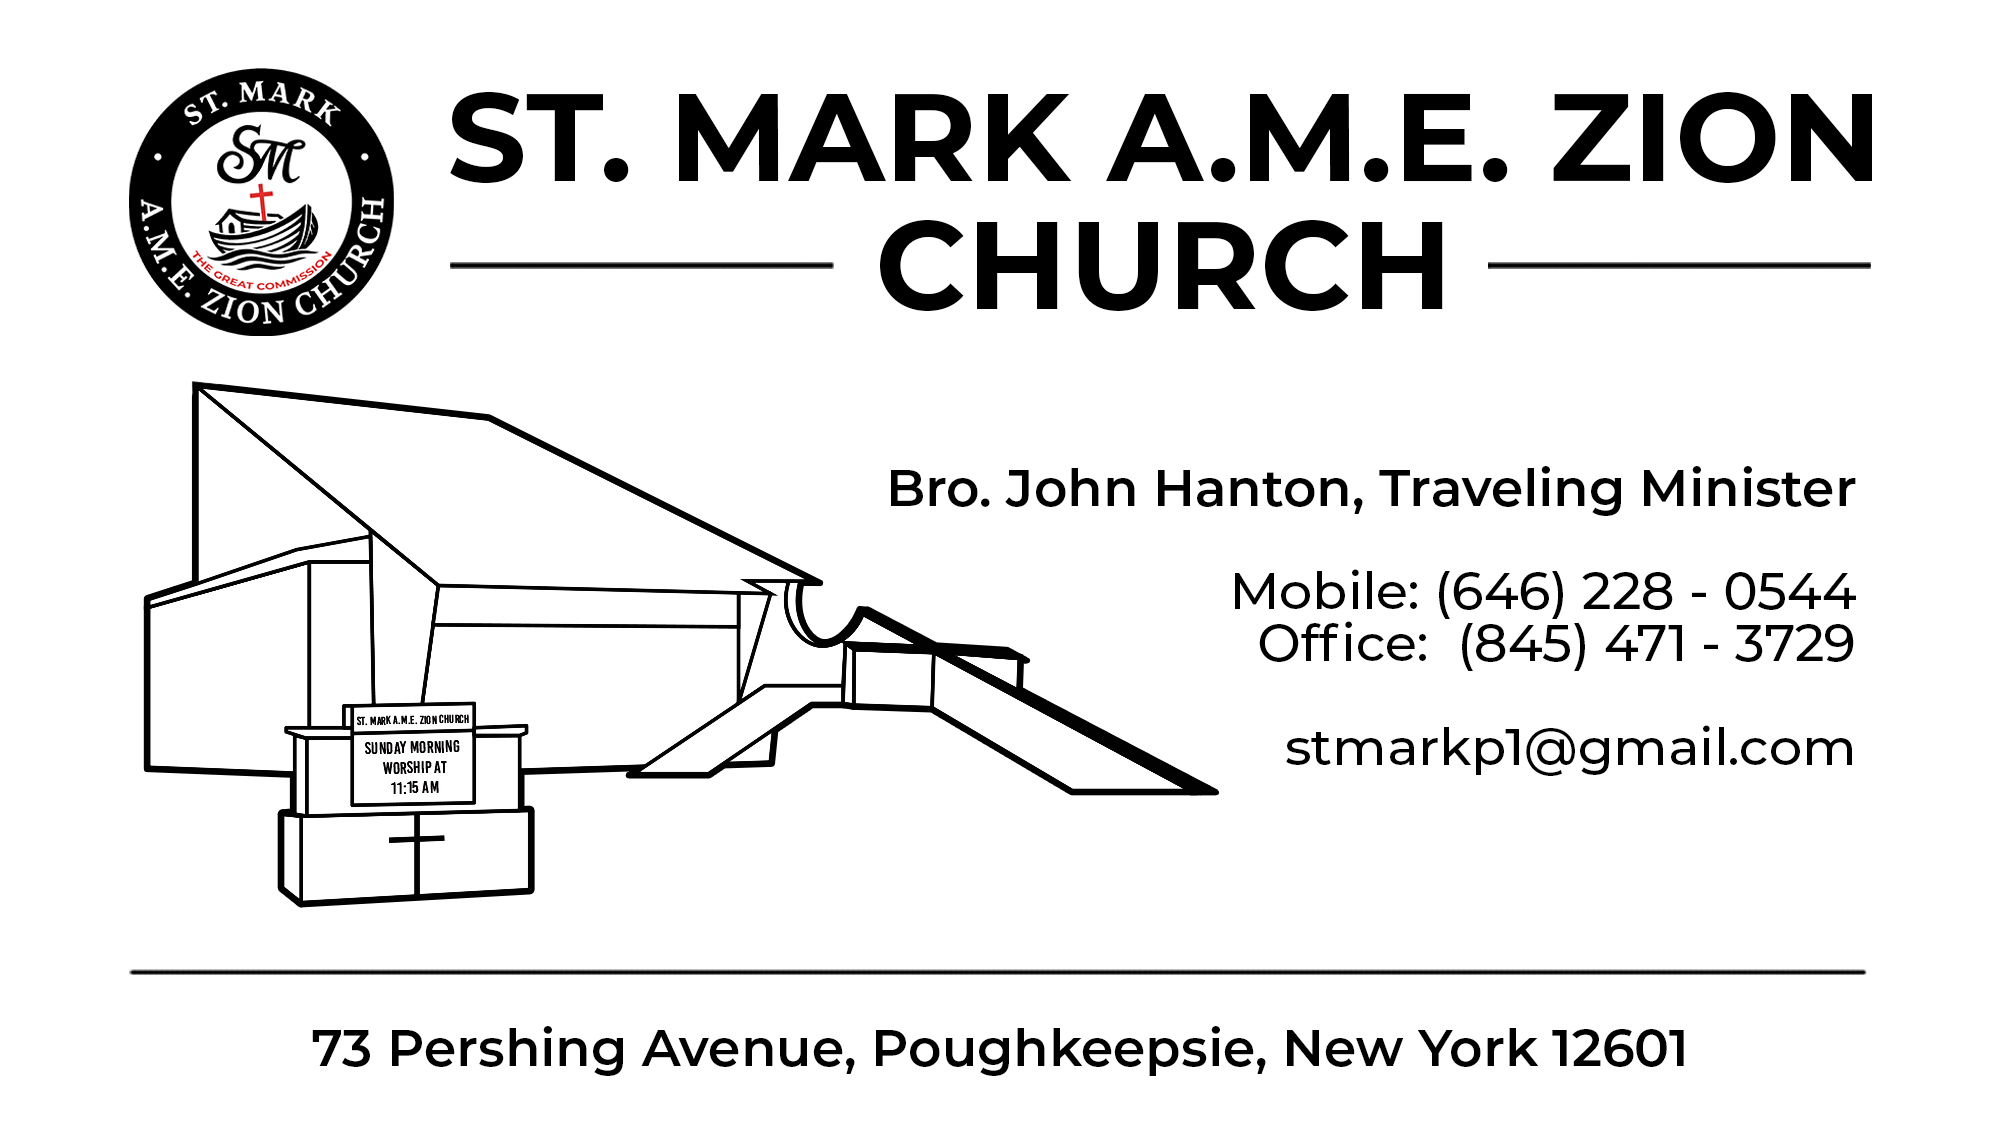 ST. MARK
SM
THE GREAT COMMISSION
A.M.E. ZION CHURCH
ST. MARK A.M.E. ZION
CHURCH
Bro. John Hanton, Traveling Minister
Mobile: (646) 228 - 0544
Office:  (845) 471 - 3729
stmarkp1@gmail.com
ST. MARK A.M.E. ZION CHURCH
SUNDAY MORNING
WORSHIP AT
11:15 AM
73 Pershing Avenue, Poughkeepsie, New York 12601